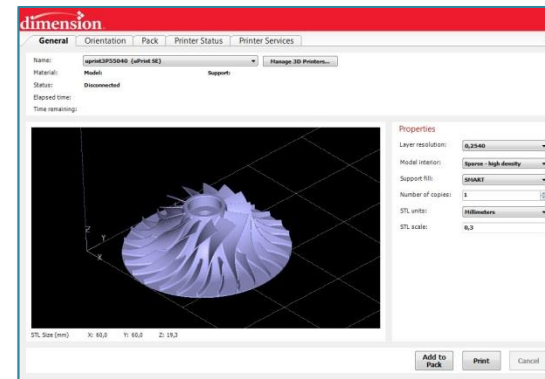 dimension
General Orientation Pack Printer Status Printer Services
Name: uprint3P55040 (uPrint SE) Manage 3D Printers...
Material: Model: Support:
Status: Disconnected
Elapsed time:
Time remaining:
Properties
Layer resolution: 0,2540
Model interior: Sparse - high density
Support fill: SMART
Number of copies: 1
STL units: Millimeters
STL scale: 0,3
Z
Y
X
STL Size (mm) X: 60,0 Y: 60,0 Z: 19,3
Add to Pack Print Cancel